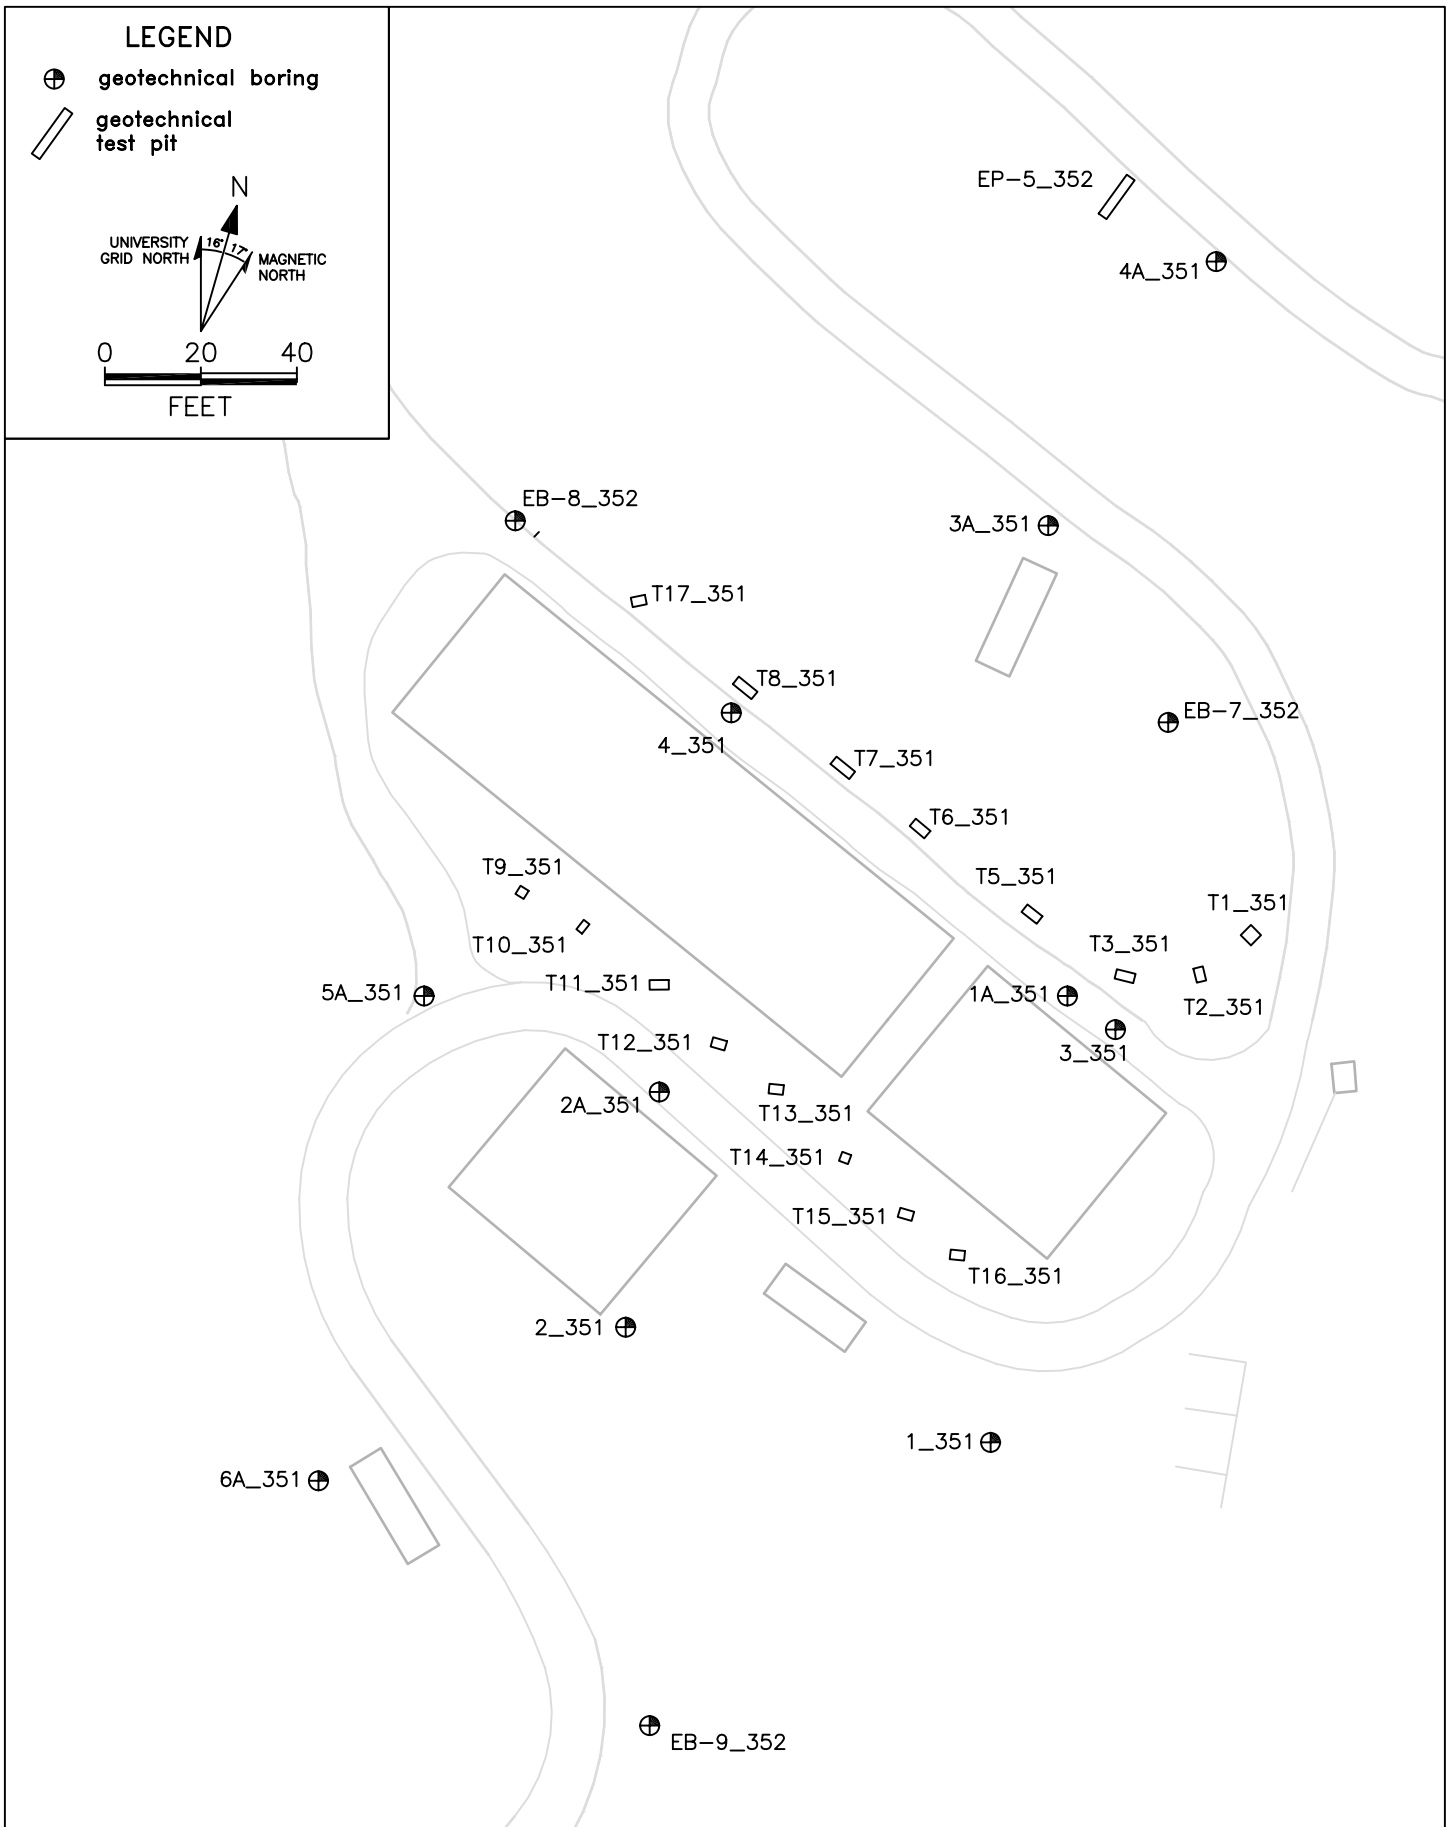 LEGEND
geotechnical boring
geotechnical
test pit
N
UNIVERSITY
GRID NORTH
16°
17°
MAGNETIC
NORTH
0 20 40
FEET
EP-5_352
4A_351
EB-8_352
3A_351
T17_351
T8_351
EB-7_352
4_351
T7_351
T6_351
T9_351
T5_351
T1_351
T10_351
T3_351
T11_351
5A_351
1A_351
T2_351
T12_351
3_351
2A_351
T13_351
T14_351
T15_351
T16_351
2_351
1_351
6A_351
EB-9_352